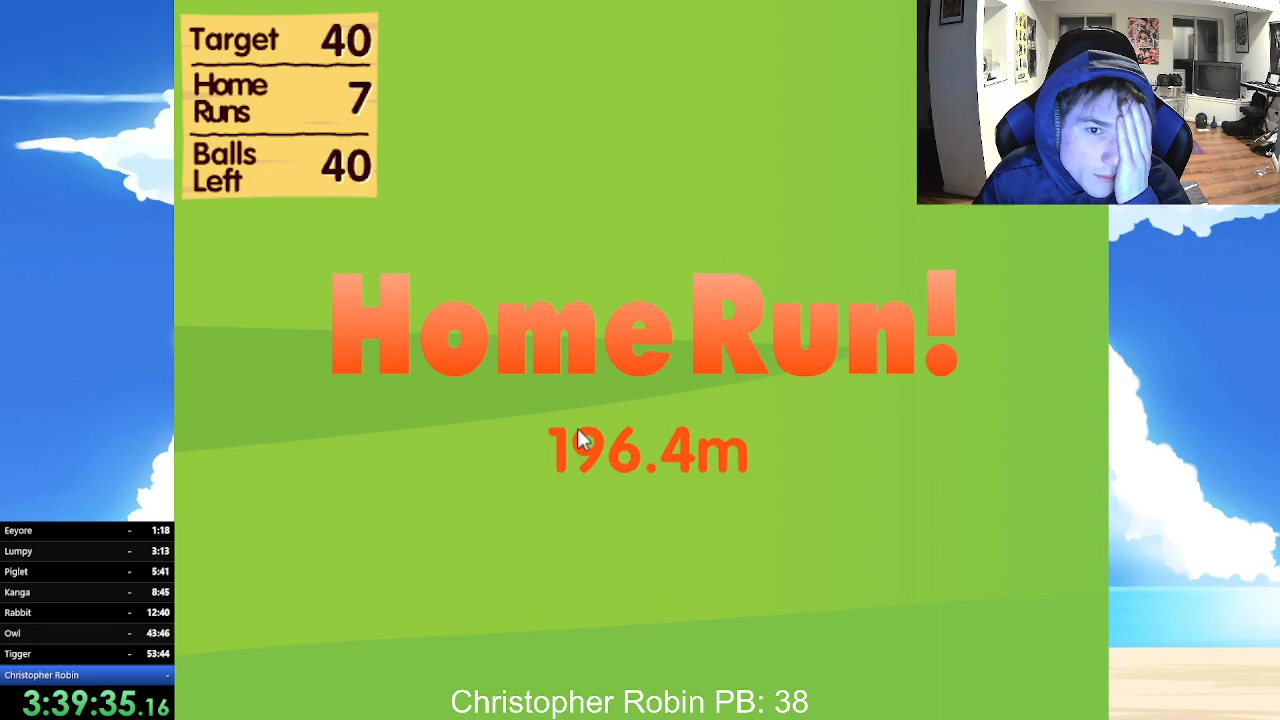 Target 40
Home Runs 7
Balls Left 40
Home Run!
196.4m
Eeyore - 1:18
Lumpy - 3:13
Piglet - 5:41
Kanga - 8:45
Rabbit - 12:40
Owl - 43:46
Tigger - 53:44
Christopher Robin -
3:39:35.16
Christopher Robin PB: 38